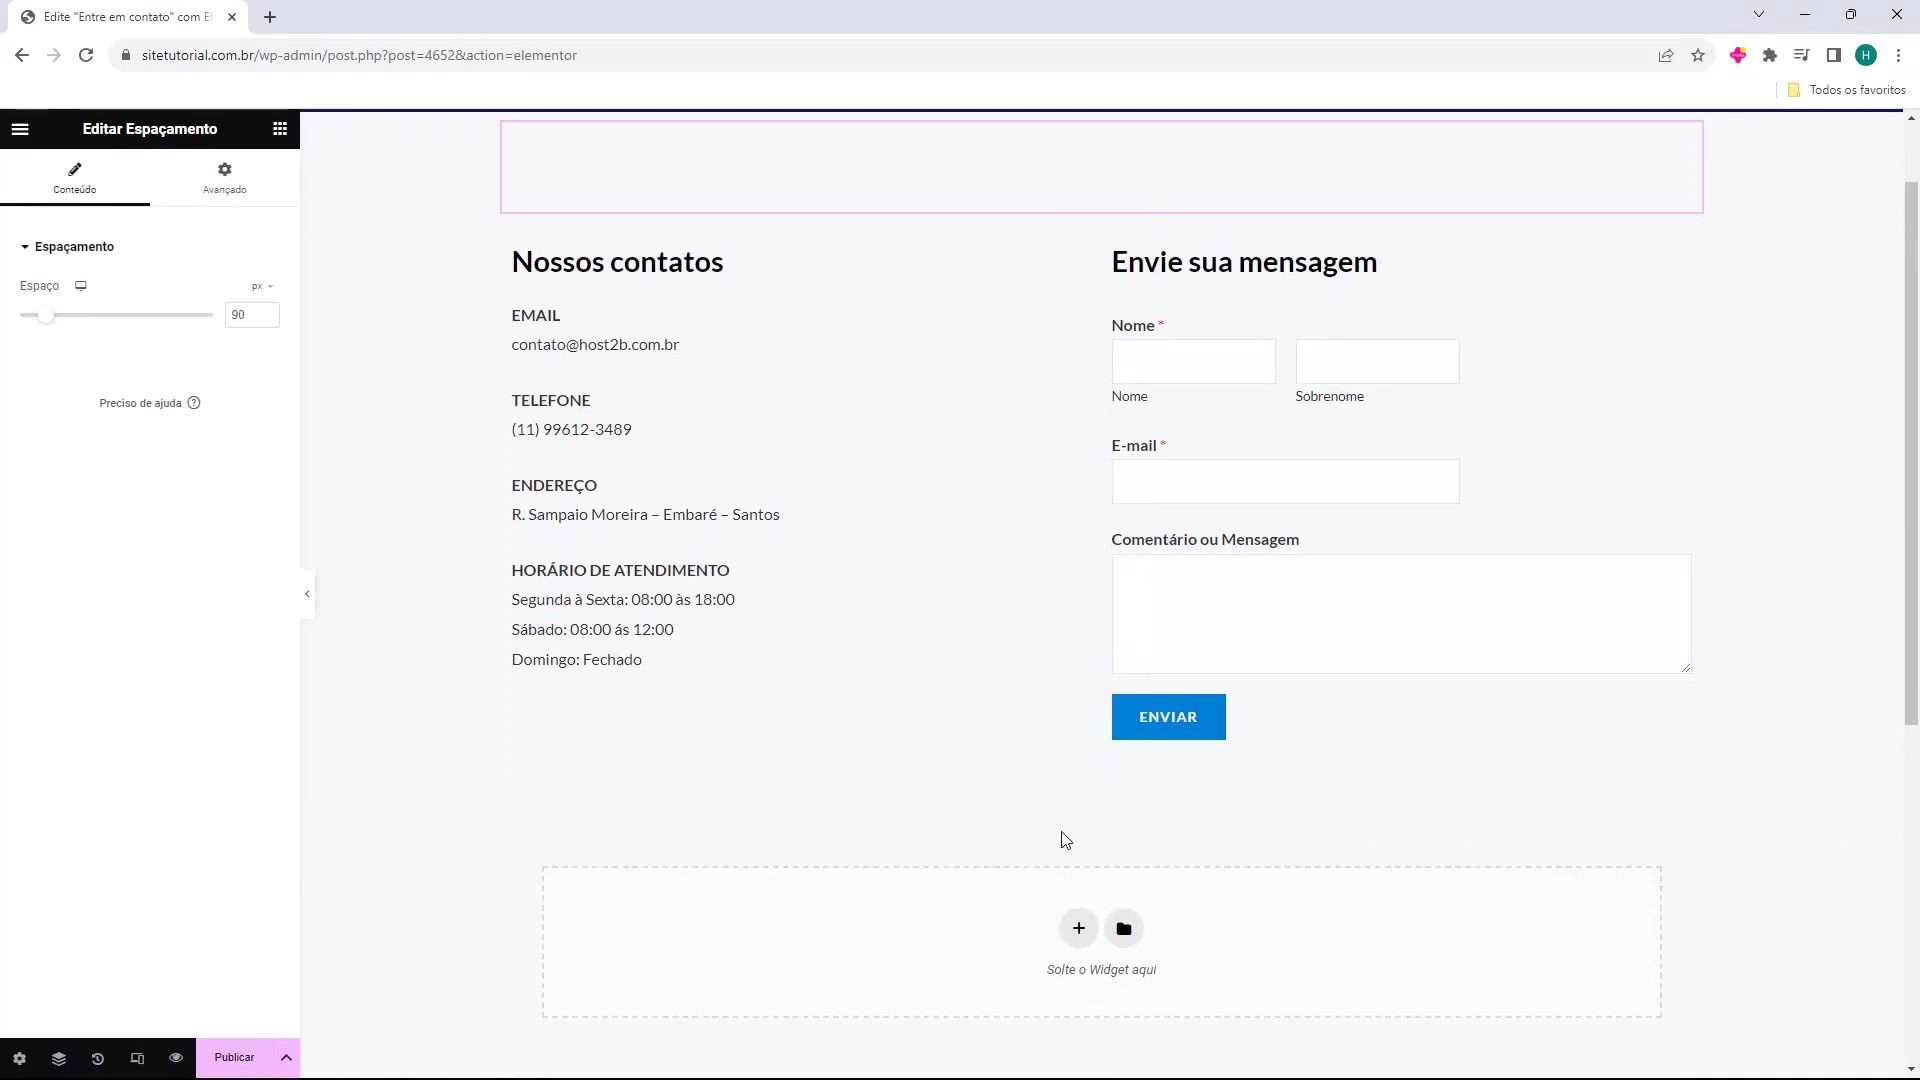 Edite "Entre em contato" com El
sitetutorial.com.br/wp-admin/post.php?post=4652&action=elementor
H
Todos os favoritos
Editar Espaçamento
Conteúdo
Avançado
Espaçamento
Espaço
px
90
Preciso de ajuda ?
Publicar
Nossos contatos
EMAIL
contato@host2b.com.br
TELEFONE
(11) 99612-3489
ENDEREÇO
R. Sampaio Moreira – Embaré – Santos
HORÁRIO DE ATENDIMENTO
Segunda à Sexta: 08:00 às 18:00
Sábado: 08:00 ás 12:00
Domingo: Fechado
Envie sua mensagem
Nome *
Nome
Sobrenome
E-mail *
Comentário ou Mensagem
ENVIAR
Solte o Widget aqui